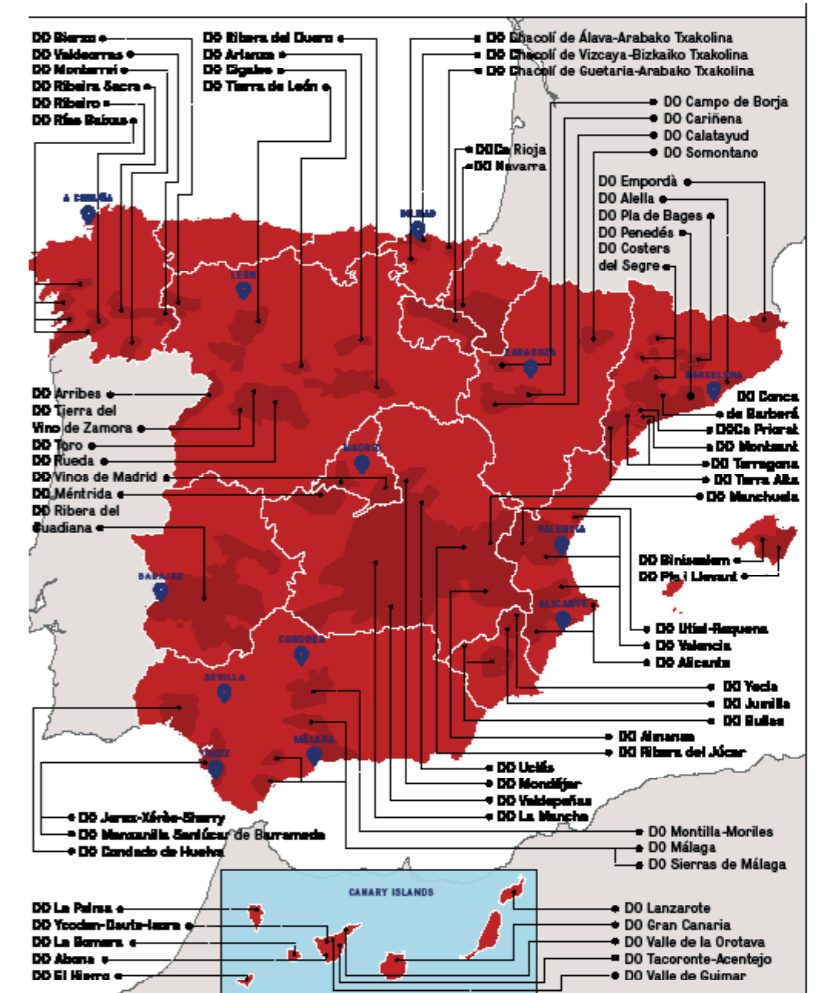 DO Bierzo
DO Valdeorras
DO Monterrei
DO Ribeira Sacra
DO Ribeiro
DO Rías Baixas
DO Ribera del Duero
DO Arlanza
DO Cigales
DO Tierra de León
DO Chacolí de Álava-Arabako Txakolina
DO Chacolí de Vizcaya-Bizkaiko Txakolina
DO Chacolí de Guetaria-Arabako Txakolina
DO Campo de Borja
DO Cariñena
DO Calatayud
DO Somontano
DOCa Rioja
DO Navarra
DO Empordà
DO Alella
DO Pla de Bages
DO Penedés
DO Costers
del Segre
A CORUÑA
BILBAO
LEÓN
ZARAGOZA
BARCELONA
DO Arribes
DO Tierra del
Vino de Zamora
DO Toro
DO Rueda
DO Vinos de Madrid
DO Méntrida
DO Ribera del
Guadiana
MADRID
DO Conca
de Barberá
DOCa Priorat
DO Montsant
DO Tarragona
DO Terra Alta
DO Manchuela
VALENCIA
DO Binissalem
DO Pla i Llevant
BADAJOZ
ALICANTE
DO Utiel-Requena
DO Valencia
DO Alicante
CORDOBA
SEVILLA
DO Yecla
DO Jumilla
DO Bullas
DO Almansa
DO Ribera del Júcar
MÁLAGA
DO Uclés
DO Mondéjar
DO Valdepeñas
DO La Mancha
DO Jerez-Xérès-Sherry
DO Manzanilla Sanlúcar de Barrameda
DO Condado de Huelva
DO Montilla-Moriles
DO Málaga
DO Sierras de Málaga
CANARY ISLANDS
DO La Palma
DO Ycoden-Daute-Isora
DO La Gomera
DO Abona
DO El Hierro
DO Lanzarote
DO Gran Canaria
DO Valle de la Orotava
DO Tacoronte-Acentejo
DO Valle de Guimar